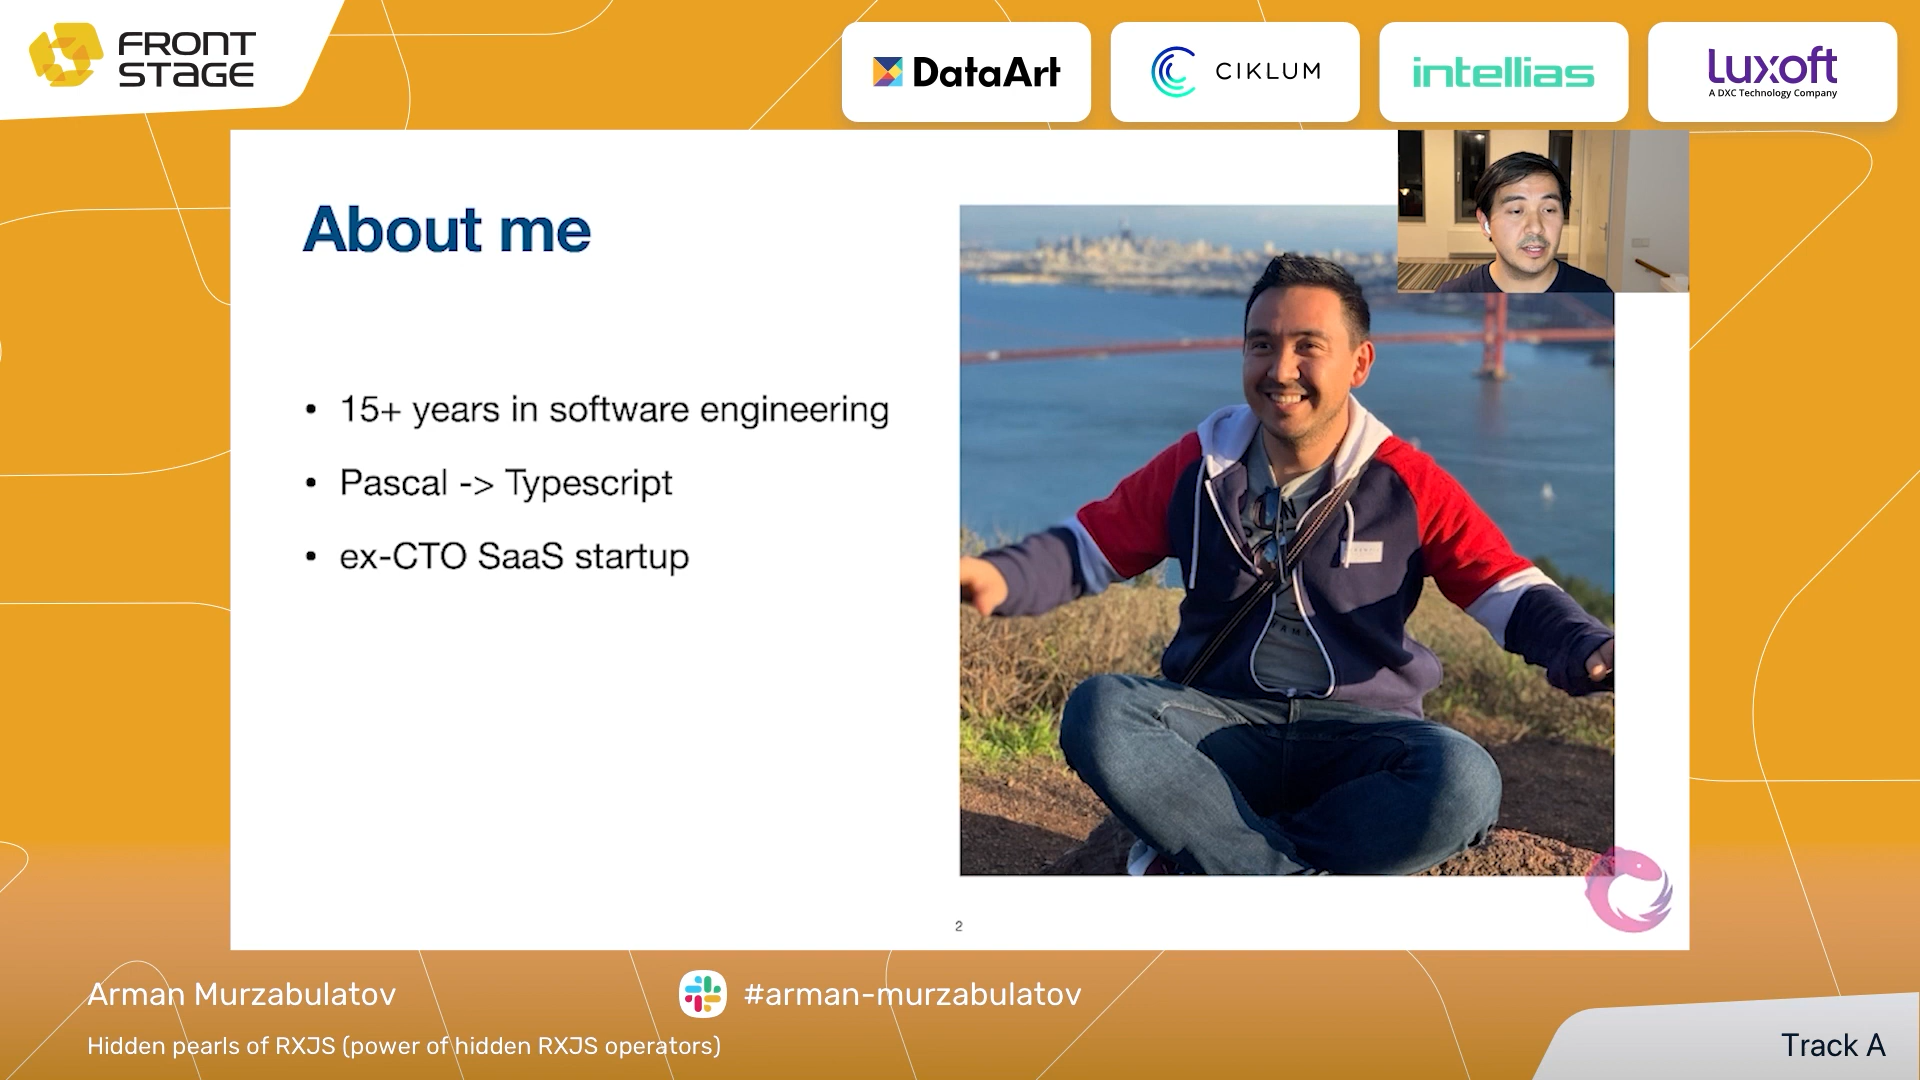 FRONT
STAGE
DataArt
CIKLUM
intellias
Luxoft
A DXC Technology Company
About me
• 15+ years in software engineering
• Pascal -> Typescript
• ex-CTO SaaS startup
2
Arman Murzabulatov
#arman-murzabulatov
Hidden pearls of RXJS (power of hidden RXJS operators)
Track A